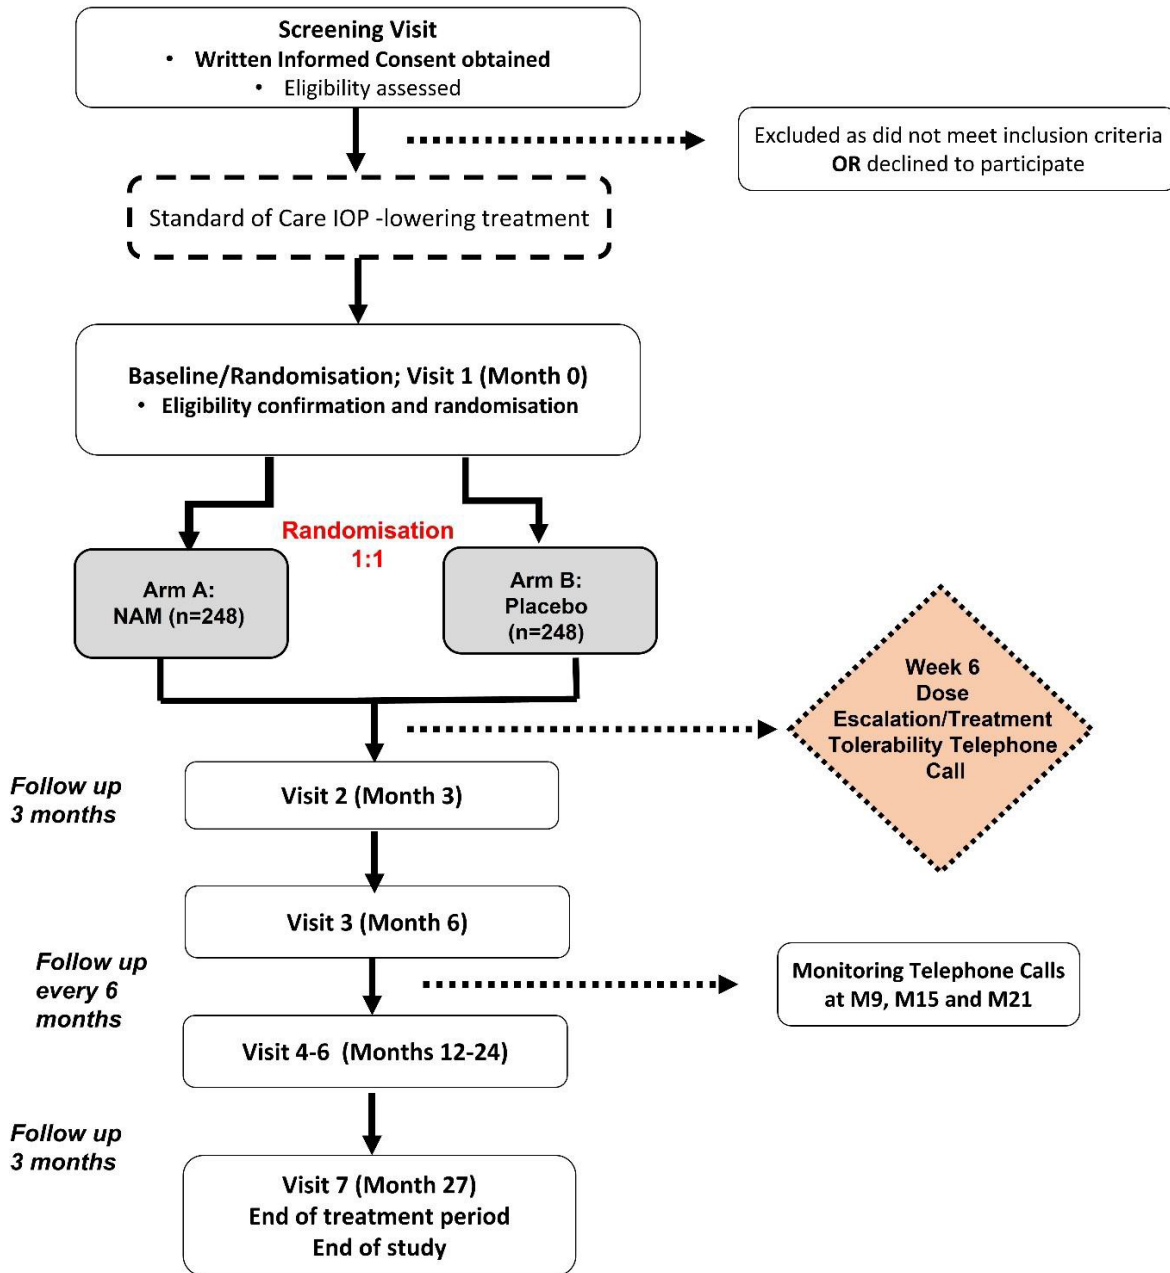 Screening Visit
• Written Informed Consent obtained
• Eligibility assessed
Excluded as did not meet inclusion criteria
OR declined to participate
Standard of Care IOP -lowering treatment
Baseline/Randomisation; Visit 1 (Month 0)
• Eligibility confirmation and randomisation
Randomisation
1:1
Arm A:
NAM (n=248)
Arm B:
Placebo
(n=248)
Week 6
Dose
Escalation/Treatment
Tolerability Telephone
Call
Follow up
3 months
Visit 2 (Month 3)
Visit 3 (Month 6)
Follow up
every 6
months
Monitoring Telephone Calls
at M9, M15 and M21
Visit 4-6 (Months 12-24)
Follow up
3 months
Visit 7 (Month 27)
End of treatment period
End of study